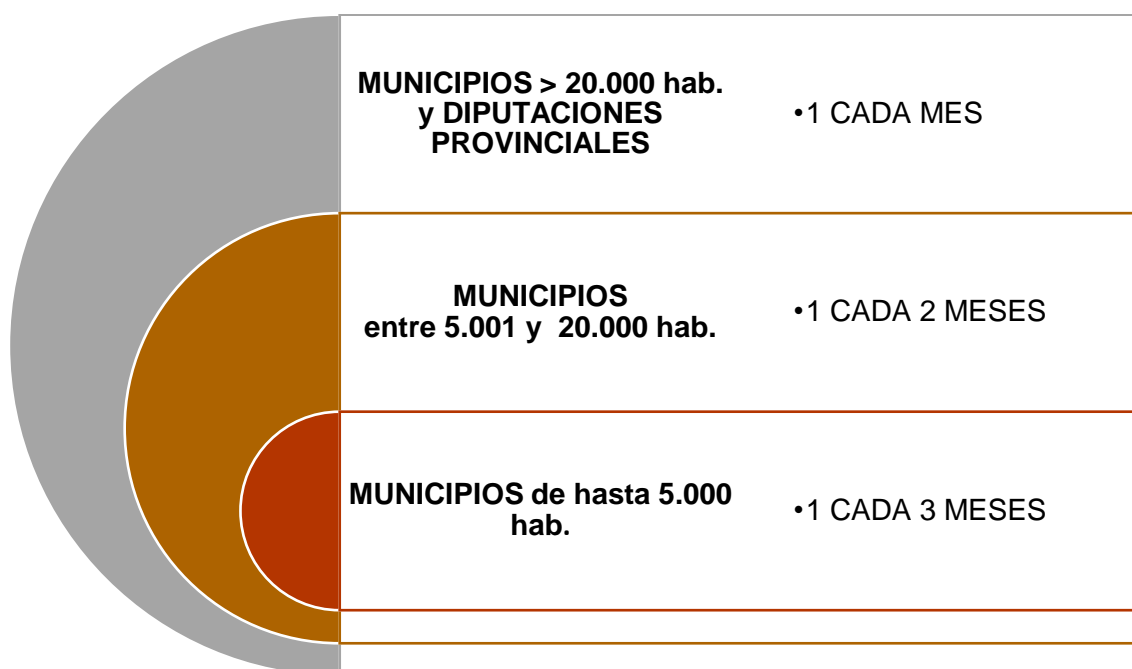 MUNICIPIOS > 20.000 hab.
y DIPUTACIONES
PROVINCIALES
•1 CADA MES
MUNICIPIOS
entre 5.001 y  20.000 hab.
•1 CADA 2 MESES
MUNICIPIOS de hasta 5.000
hab.
•1 CADA 3 MESES